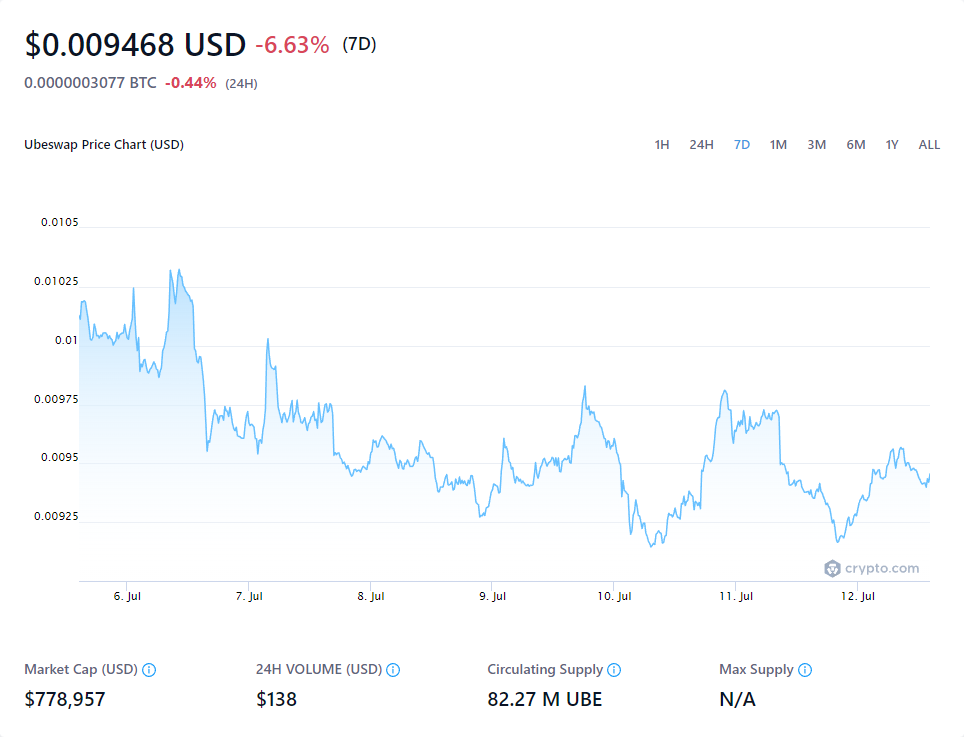 $0.009468 USD -6.63% (7D)
0.0000003077 BTC -0.44% (24H)
Ubeswap Price Chart (USD) 1H 24H 7D 1M 3M 6M 1Y ALL
0.0105
0.01025
0.01
0.00975
0.0095
0.00925
crypto.com
6. Jul 7. Jul 8. Jul 9. Jul 10. Jul 11. Jul 12. Jul
Market Cap (USD) 24H VOLUME (USD) Circulating Supply Max Supply
$778,957 $138 82.27 M UBE N/A